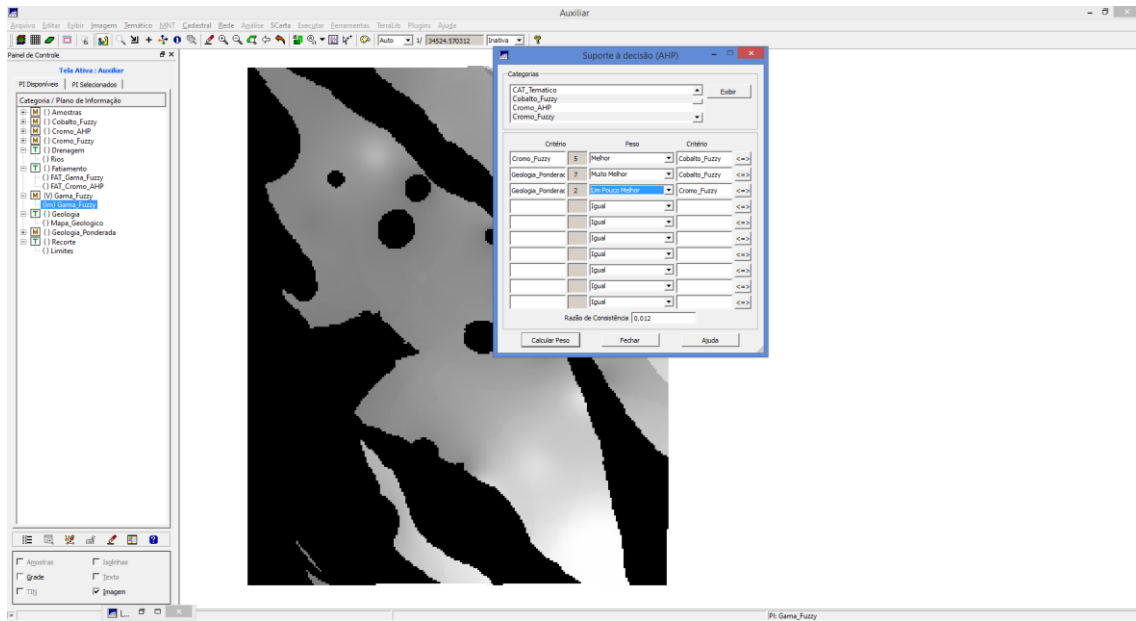 Auxiliar
Arquivo Editar Exibir Imagem Temático MNT Cadastral Rede Análise SCarta Executar Ferramentas TerraLib Plugins Ajuda
Auto 1/ 34524.570312 Inativa
Painel de Controle
Tela Ativa : Auxiliar
PI Disponíveis PI Selecionados
Categoria / Plano de Informação
M () Amostras
M () Cobalto_Fuzzy
M () Cromo_AHP
M () Cromo_Fuzzy
T () Drenagem
() Rios
T () Fatiamento
() FAT_Gama_Fuzzy
() FAT_Cromo_AHP
M (V) Gama_Fuzzy
(Im) Gama_Fuzzy
T () Geologia
() Mapa_Geologico
M () Geologia_Ponderada
T () Recorte
() Limites
Amostras Isolinhas
Grade Texto
TIN Imagem
L...
PI: Gama_Fuzzy
Suporte à decisão (AHP)
Categorias
CAT_Tematico
Cobalto_Fuzzy
Cromo_AHP
Cromo_Fuzzy
Exibir
Critério Peso Critério
Cromo_Fuzzy 5 Melhor Cobalto_Fuzzy <=>
Geologia_Ponderac 7 Muito Melhor Cobalto_Fuzzy <=>
Geologia_Ponderac 2 Um Pouco Melhor Cromo_Fuzzy <=>
Igual <=>
Igual <=>
Igual <=>
Igual <=>
Igual <=>
Igual <=>
Igual <=>
Razão de Consistência 0.012
Calcular Peso Fechar Ajuda